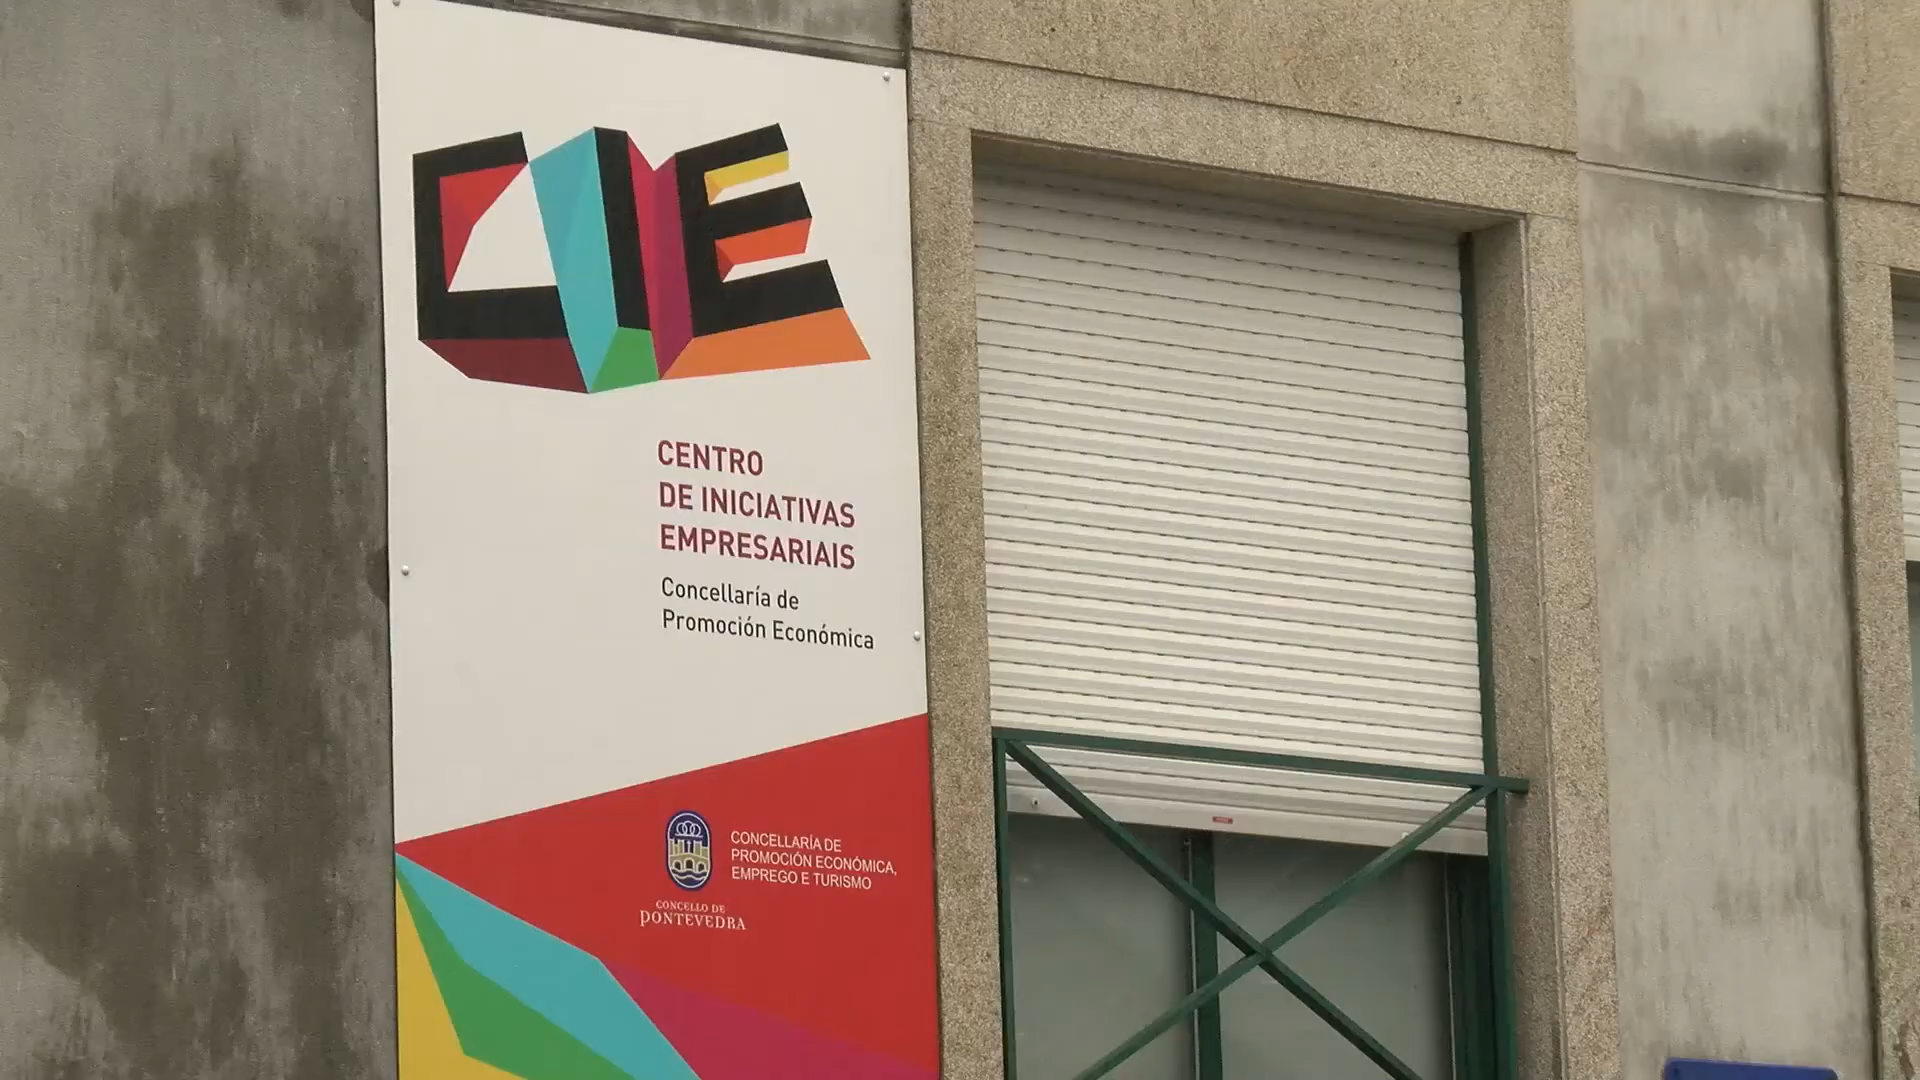 CIE
CENTRO
DE INICIATIVAS
EMPRESARIAIS
Concellaría de
Promoción Económica
CONCELLARÍA DE
PROMOCIÓN ECONÓMICA,
EMPREGO E TURISMO
CONCELLO DE
PONTEVEDRA